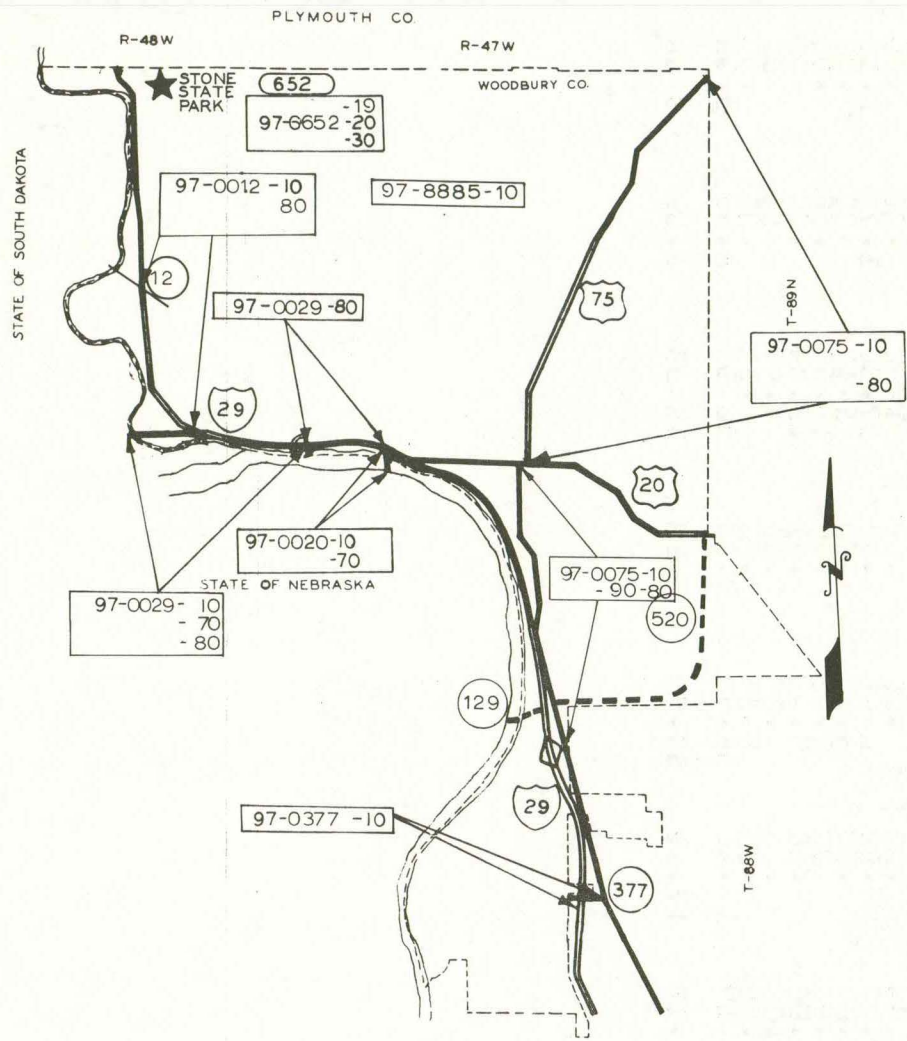 PLYMOUTH CO.
R-48W
R-47W
STONE
STATE
PARK
652
WOODBURY CO.
-19
97-6652 -20
-30
STATE OF SOUTH DAKOTA
97-0012 -10
80
97-8885-10
12
97-0029-80
75
T-89N
97-0075 -10
-80
29
20
97-0020-10
-70
STATE OF NEBRASKA
97-0075-10
-90-80
97-0029- 10
- 70
- 80
520
N
129
29
97-0377 -10
377
T-88W